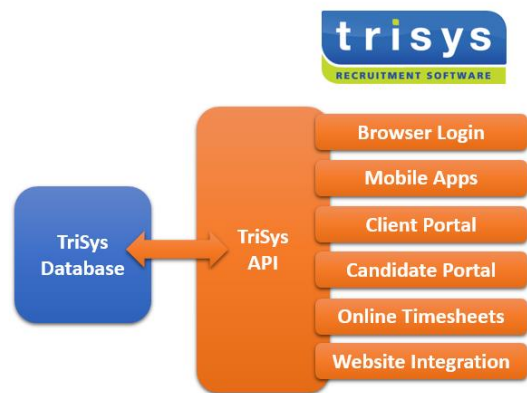 trisys
RECRUITMENT SOFTWARE
Browser Login
Mobile Apps
Client Portal
TriSys
Database
TriSys
API
Candidate Portal
Online Timesheets
Website Integration